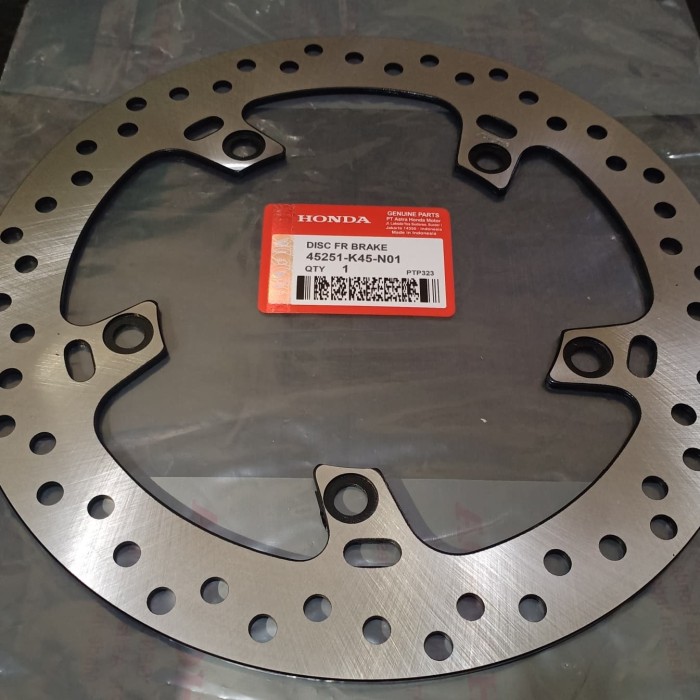 HONDA
GENUINE PARTS
PT Astra Honda Motor
Jakarta 14350 - Indonesia
Made in Indonesia
DISC FR BRAKE
45251-K45-N01
QTY 1
PTP323